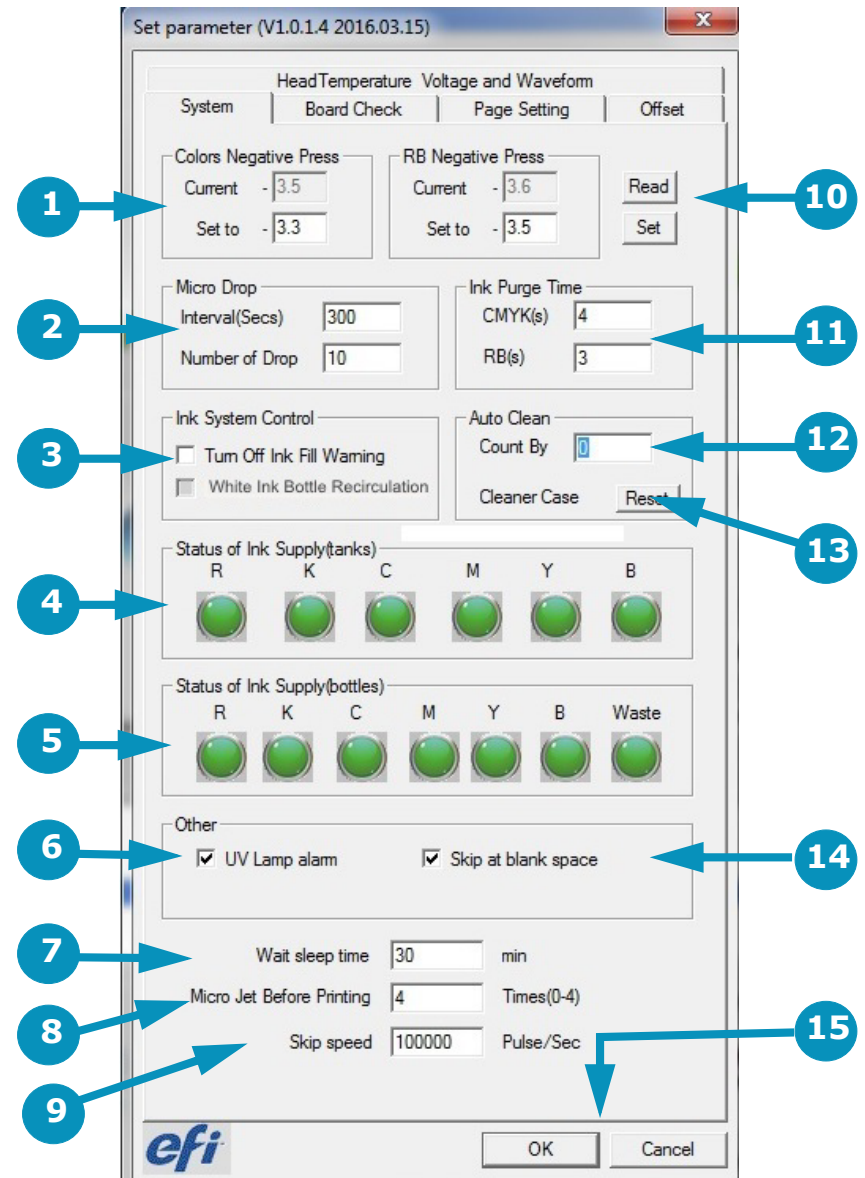 Set parameter (V1.0.1.4 2016.03.15)
x
HeadTemperature Voltage and Waveform
System Board Check Page Setting Offset
Colors Negative Press RB Negative Press
1 Current - 3.5 Current - 3.6 Read 10
Set to - 3.3 Set to - 3.5 Set
Micro Drop Ink Purge Time
2 Interval(Secs) 300 CMYK(s) 4 11
Number of Drop 10 RB(s) 3
Ink System Control Auto Clean
3 Turn Off Ink Fill Warning Count By 0 12
White Ink Bottle Recirculation Cleaner Case Reset
13
Status of Ink Supply(tanks)
R K C M Y B
4
Status of Ink Supply(bottles)
R K C M Y B Waste
5
Other
6 UV Lamp alarm Skip at blank space 14
7 Wait sleep time 30 min
8 Micro Jet Before Printing 4 Times(0-4)
9 Skip speed 100000 Pulse/Sec 15
efi OK Cancel